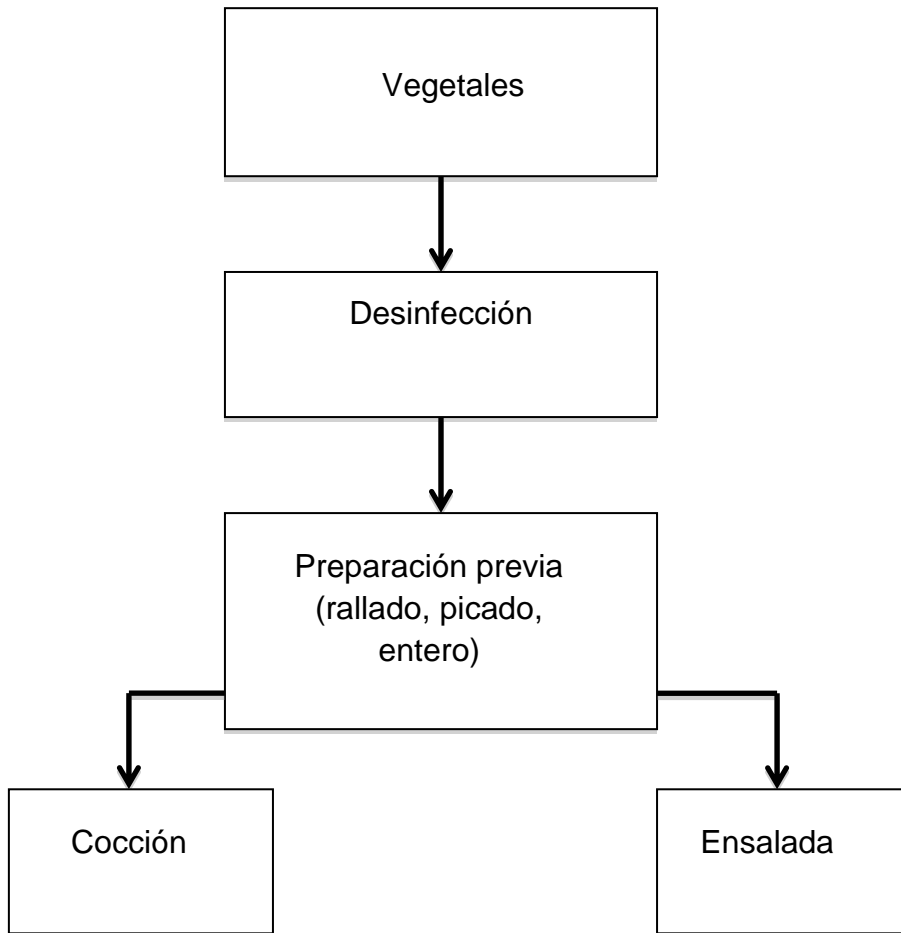 Vegetales
Desinfección
Preparación previa
(rallado, picado,
entero)
Cocción
Ensalada